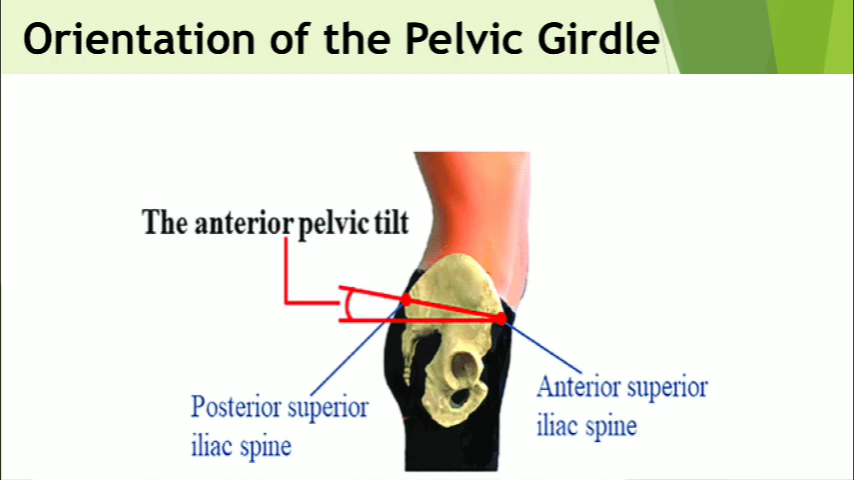 Orientation of the Pelvic Girdle
The anterior pelvic tilt
Posterior superior
iliac spine
Anterior superior
iliac spine